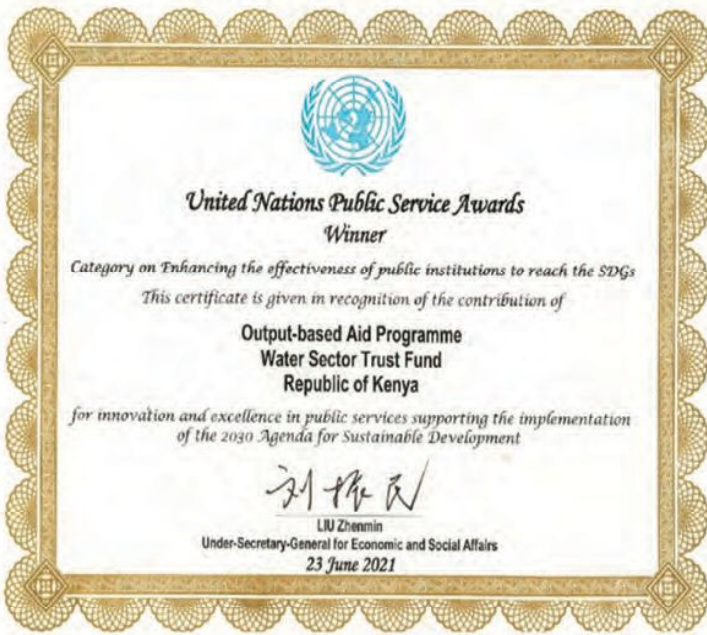 United Nations Public Service Awards
Winner
Category on Enhancing the effectiveness of public institutions to reach the SDGs
This certificate is given in recognition of the contribution of
Output-based Aid Programme
Water Sector Trust Fund
Republic of Kenya
for innovation and excellence in public services supporting the implementation
of the 2030 Agenda for Sustainable Development
刘振民
LIU Zhenmin
Under-Secretary-General for Economic and Social Affairs
23 June 2021